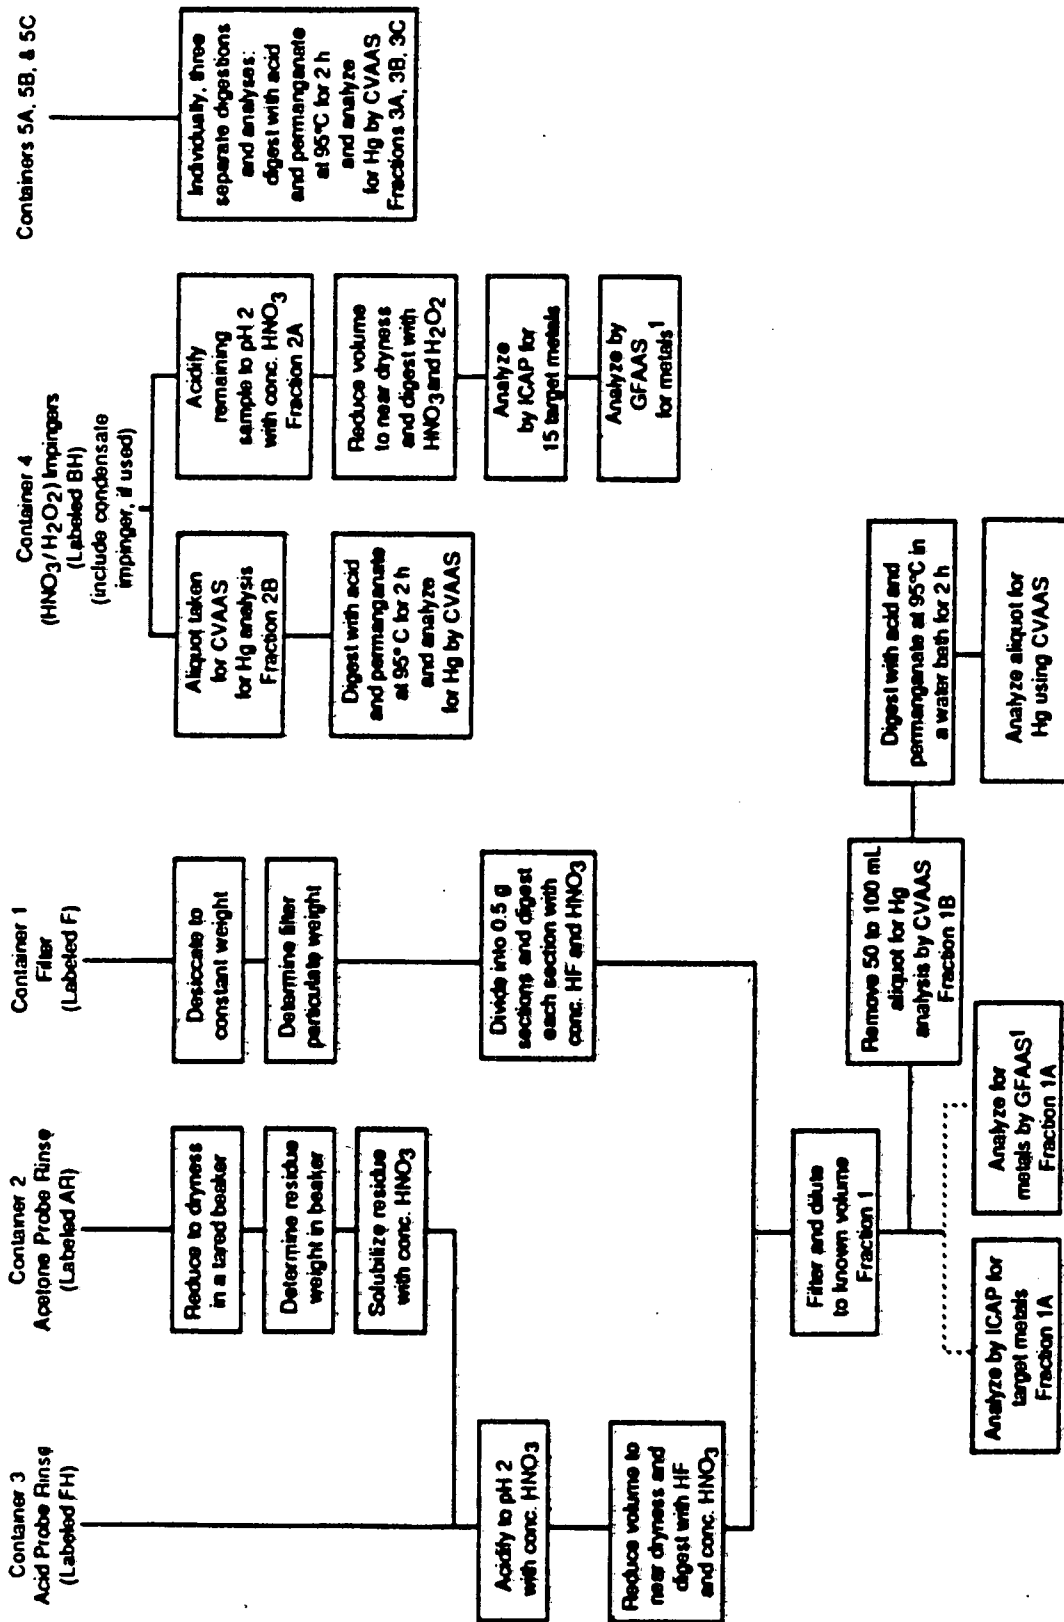 Container 3
Acid Probe Rinse
(Labeled FH)
Acidify to pH 2
with conc. HNO3
Reduce volume to
near dryness and
digest with HF
and conc. HNO3
Container 2
Acetone Probe Rinse
(Labeled AR)
Reduce to dryness
in a tared beaker
Determine residue
weight in beaker
Solubilize residue
with conc. HNO3
Container 1
Filter
(Labeled F)
Desiccate to
constant weight
Determine filter
particulate weight
Divide into 0.5 g
sections and digest
each section with
conc. HF and HNO3
Filter and dilute
to known volume
Fraction 1
Analyze by ICAP for
target metals
Fraction 1A
Analyze for
metals by GFAAS1
Fraction 1A
Remove 50 to 100 mL
aliquot for Hg
analysis by CVAAS
Fraction 1B
Digest with acid and
permanganate at 95°C in
a water bath for 2 h
Analyze aliquot for
Hg using CVAAS
Container 4
(HNO3/H2O2) Impingers
(Labeled BH)
(include condensate
impinger, if used)
Aliquot taken
for CVAAS
for Hg analysis
Fraction 2B
Digest with acid
and permanganate
at 95°C for 2 h
and analyze
for Hg by CVAAS
Acidify
remaining
sample to pH 2
with conc. HNO3
Fraction 2A
Reduce volume
to near dryness
and digest with
HNO3 and H2O2
Analyze
by ICAP for
15 target metals
Analyze by
GFAAS
for metals1
Containers 5A, 5B, & 5C
Individually, three
separate digestions
and analyses:
digest with acid
and permanganate
at 95°C for 2 h
and analyze
for Hg by CVAAS
Fractions 3A, 3B, 3C